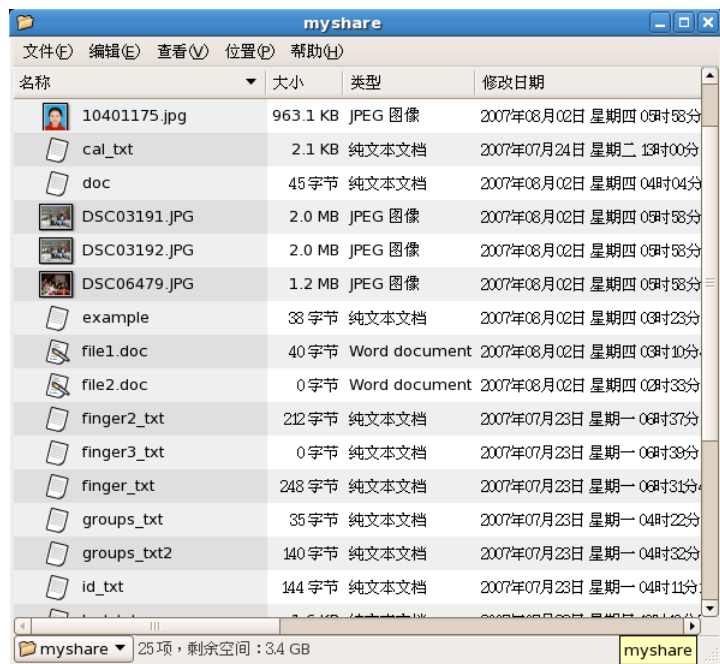 myshare
文件(F) 编辑(E) 查看(V) 位置(P) 帮助(H)
名称 大小 类型 修改日期
10401175.jpg 963.1 KB JPEG 图像 2007年08月02日 星期四 05时58分
cal_txt 2.1 KB 纯文本文档 2007年07月24日 星期二 13时00分
doc 45 字节 纯文本文档 2007年08月02日 星期四 04时04分
DSC03191.JPG 2.0 MB JPEG 图像 2007年08月02日 星期四 05时58分
DSC03192.JPG 2.0 MB JPEG 图像 2007年08月02日 星期四 05时58分
DSC06479.JPG 1.2 MB JPEG 图像 2007年08月02日 星期四 05时58分
example 38 字节 纯文本文档 2007年08月02日 星期四 03时23分
file1.doc 40 字节 Word document 2007年08月02日 星期四 03时10分
file2.doc 0 字节 Word document 2007年08月02日 星期四 02时33分
finger2_txt 212 字节 纯文本文档 2007年07月23日 星期一 06时37分
finger3_txt 0 字节 纯文本文档 2007年07月23日 星期一 06时39分
finger_txt 248 字节 纯文本文档 2007年07月23日 星期一 06时31分
groups_txt 35 字节 纯文本文档 2007年07月23日 星期一 04时22分
groups_txt2 140 字节 纯文本文档 2007年07月23日 星期一 04时32分
id_txt 144 字节 纯文本文档 2007年07月23日 星期一 04时11分
myshare 25项，剩余空间：3.4 GB myshare